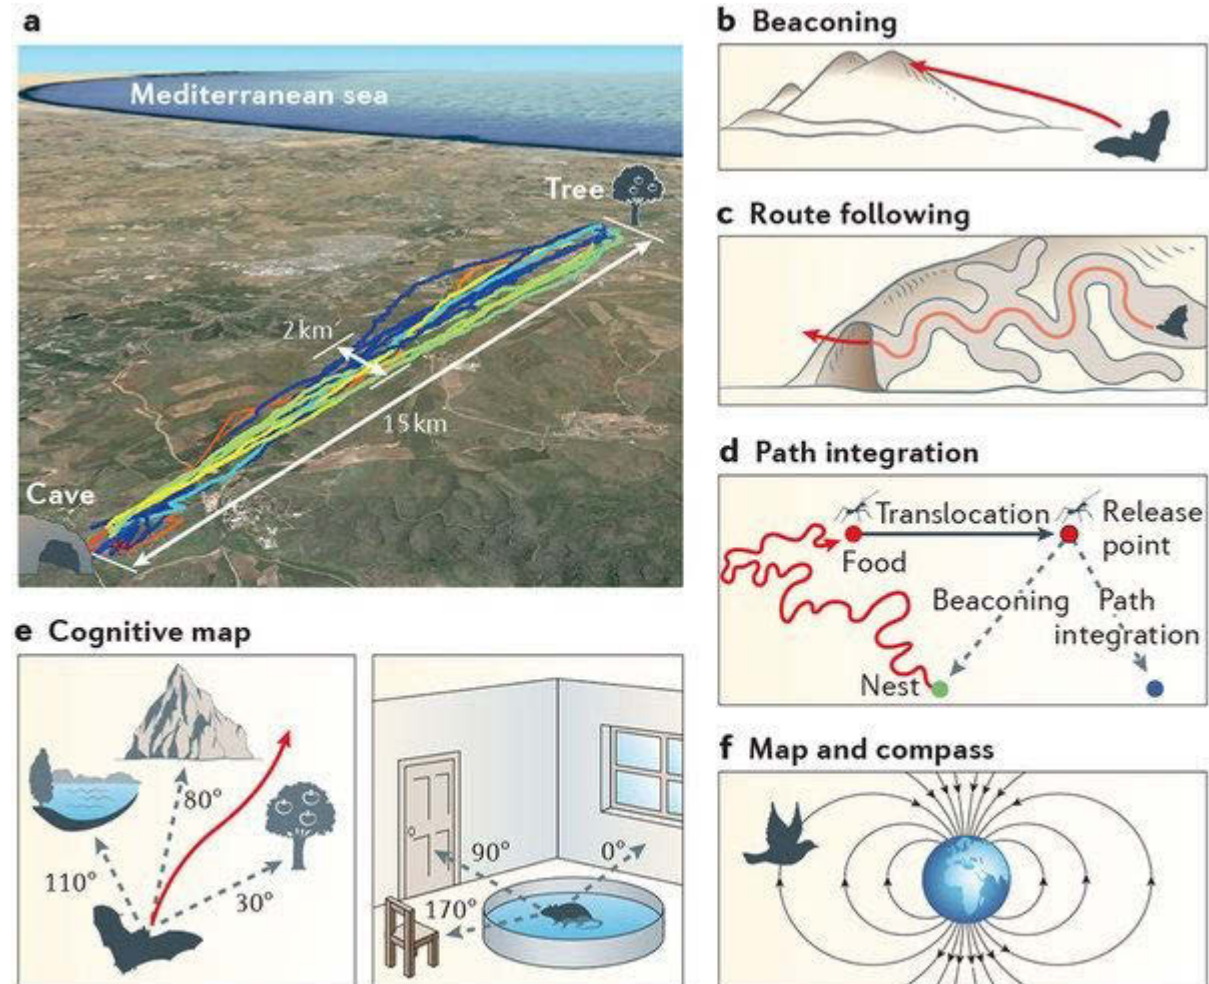 a
Mediterranean sea
Tree
2 km
15 km
Cave
b Beaconing
c Route following
d Path integration
Translocation
Release
point
Food
Beaconing
Path
integration
Nest
e Cognitive map
80°
110°
30°
90°
0°
170°
f Map and compass